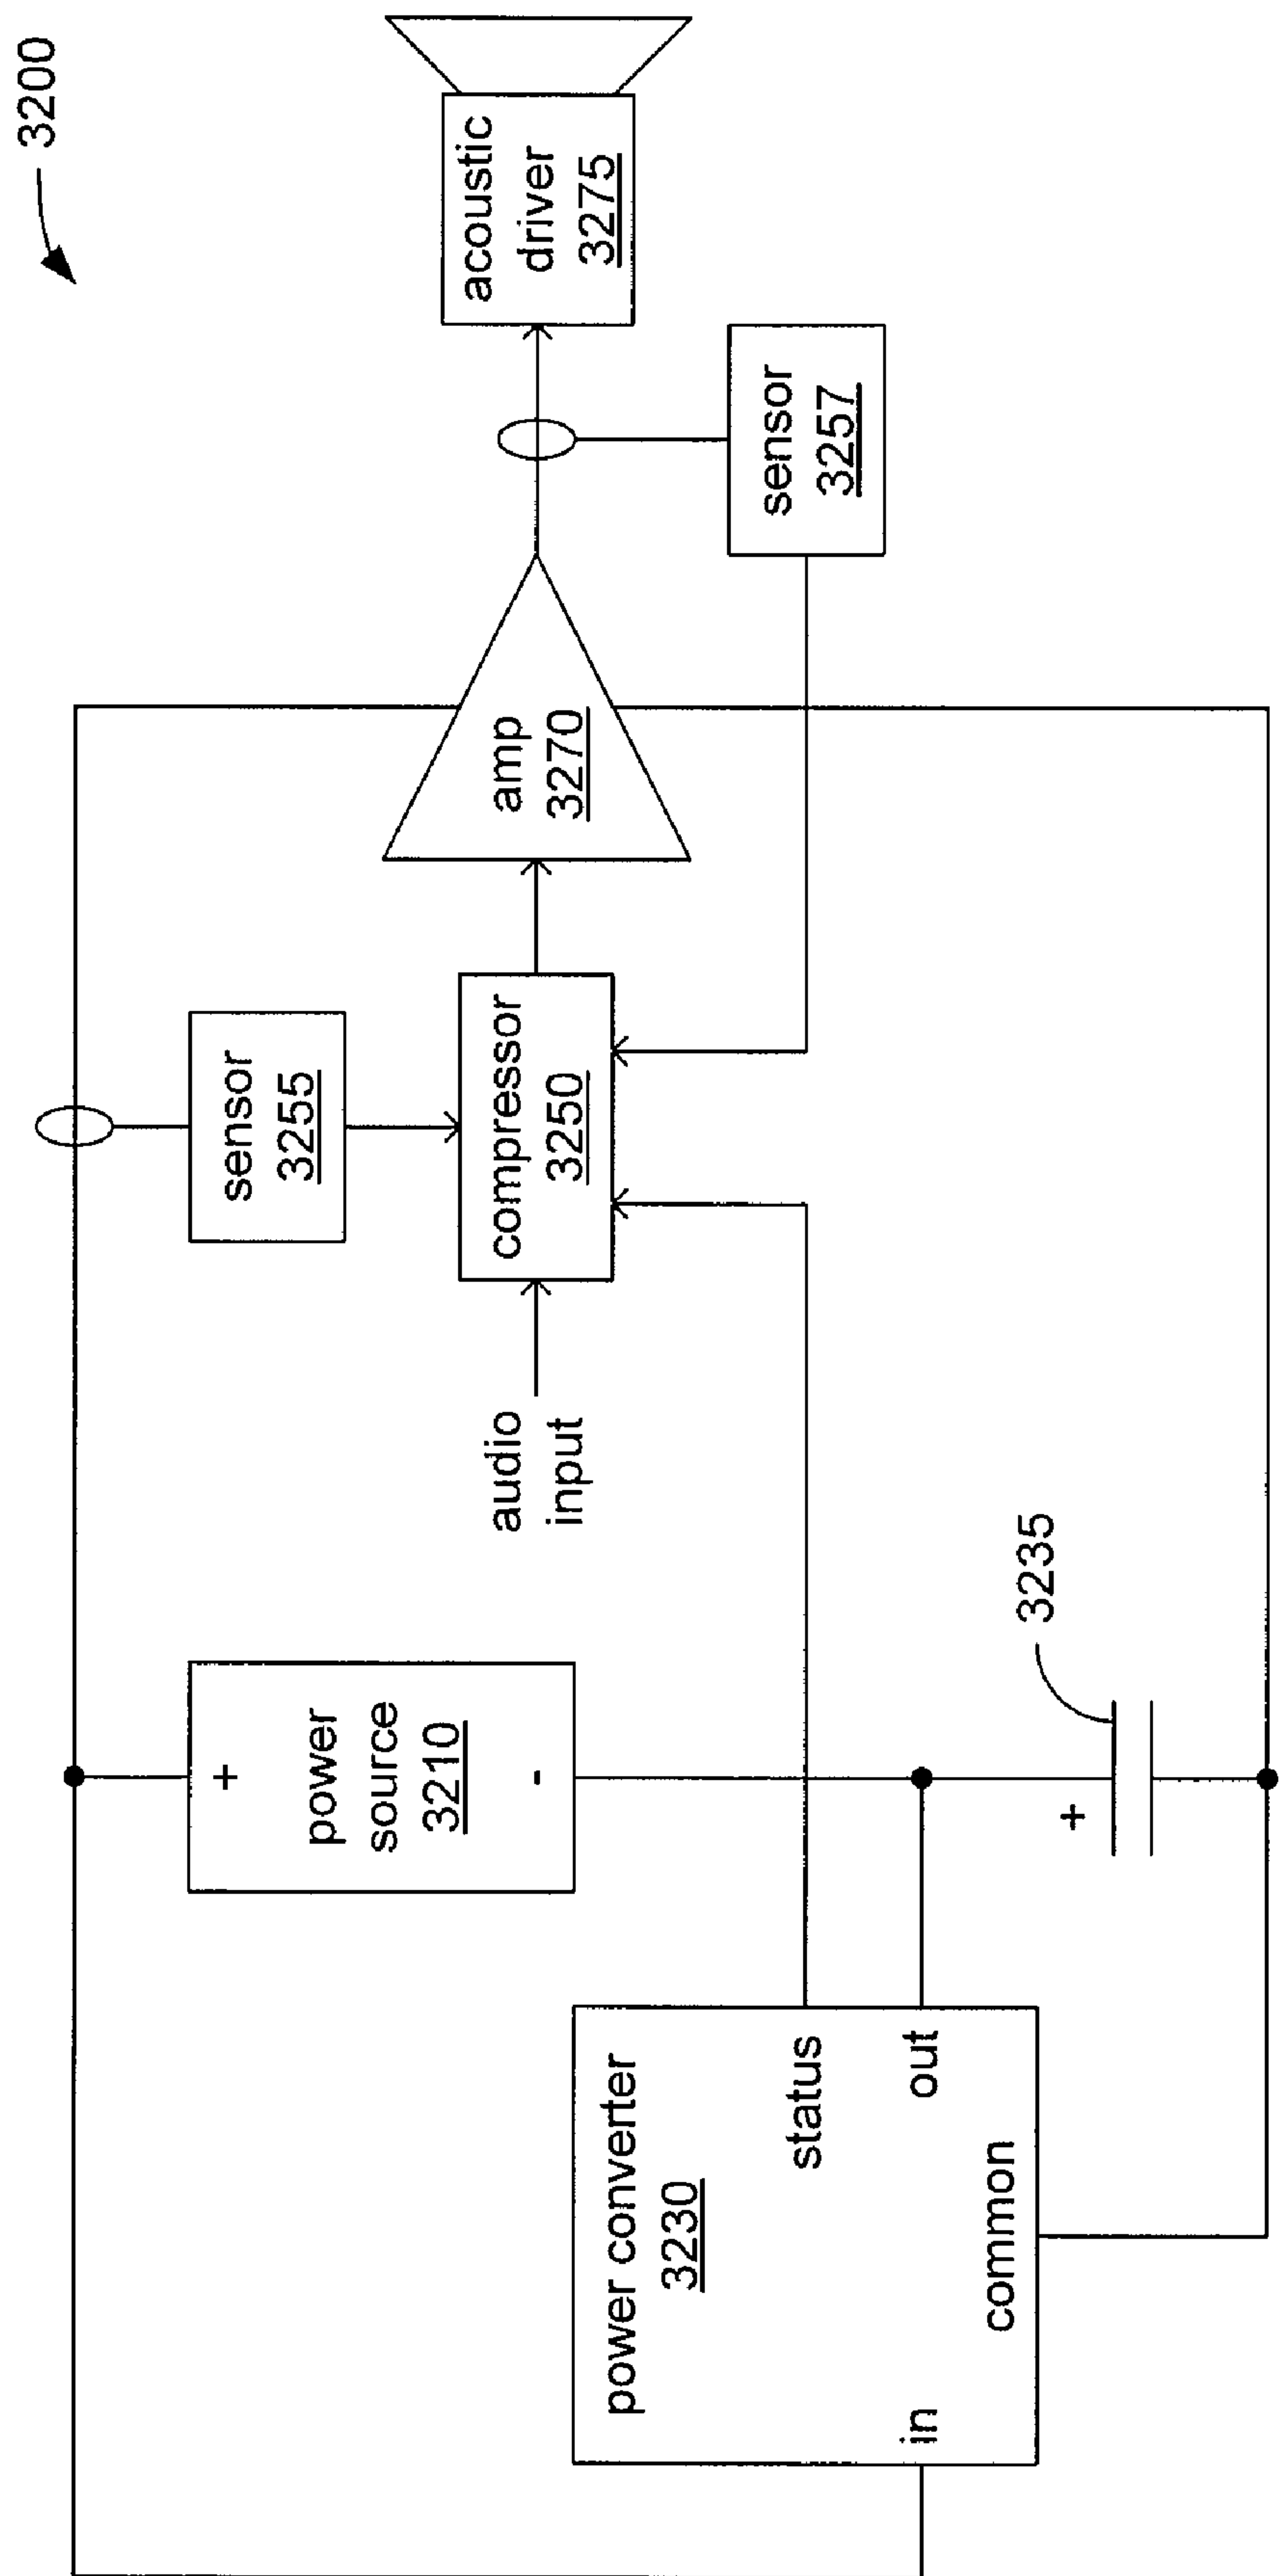 3200
power
source
3210
+
-
sensor
3255
audio
input
compressor
3250
amp
3270
acoustic
driver
3275
sensor
3257
power converter
3230
status
out
in
common
+
3235